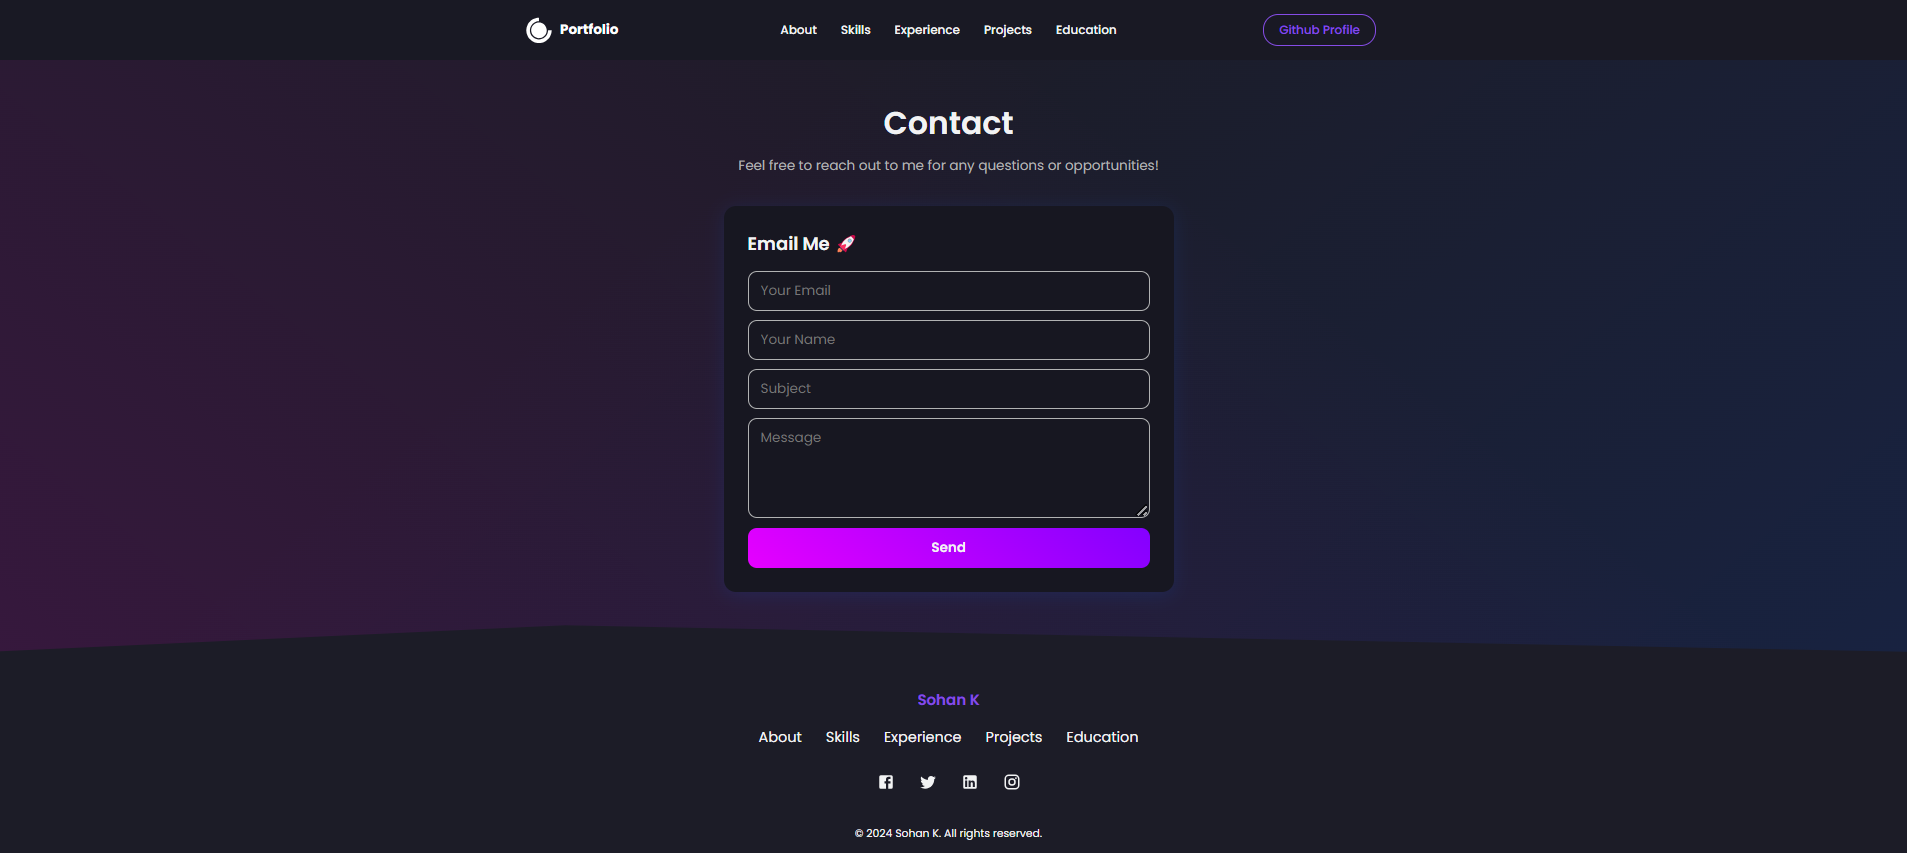 Portfolio
About Skills Experience Projects Education
Github Profile
Contact
Feel free to reach out to me for any questions or opportunities!
Email Me 🚀
Your Email
Your Name
Subject
Message
Send
Sohan K
About Skills Experience Projects Education
© 2024 Sohan K. All rights reserved.